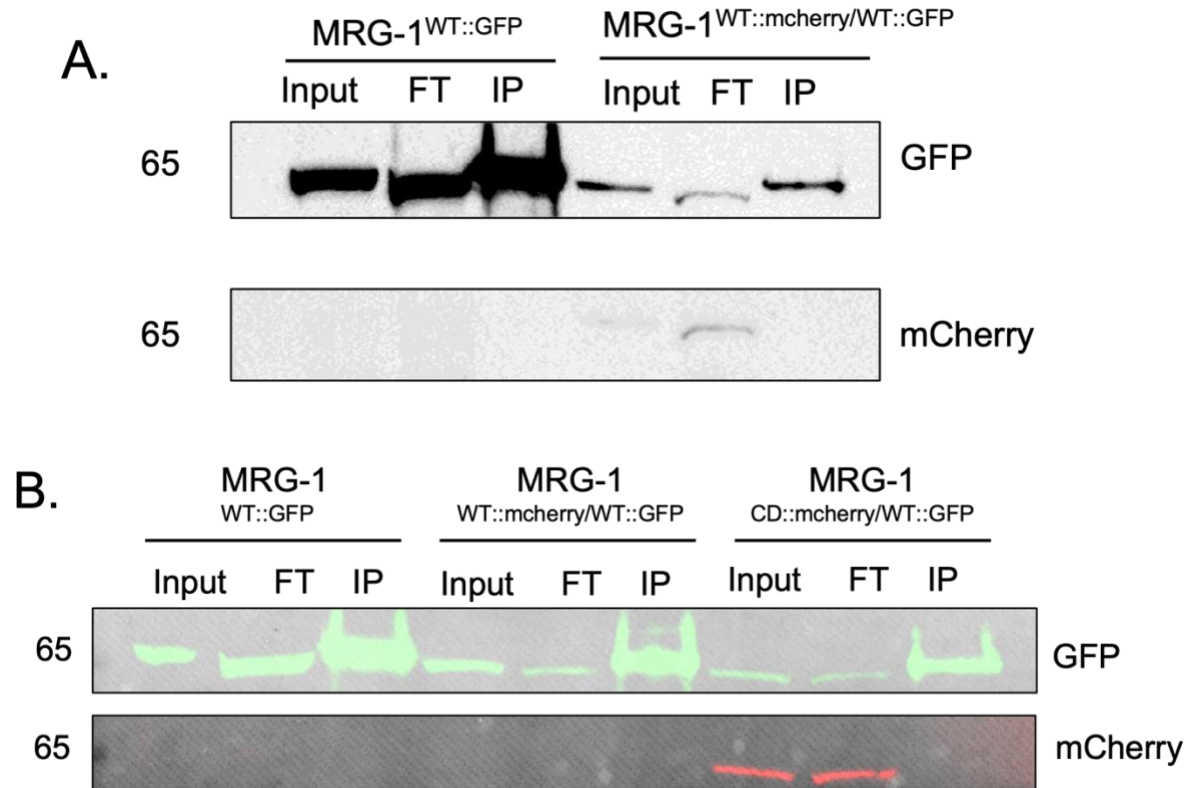 A.
MRG-1WT::GFP
MRG-1WT::mcherry/WT::GFP
Input FT IP Input FT IP
65 GFP
65 mCherry
B.
MRG-1 MRG-1 MRG-1
WT::GFP WT::mcherry/WT::GFP CD::mcherry/WT::GFP
Input FT IP Input FT IP Input FT IP
65 GFP
65 mCherry